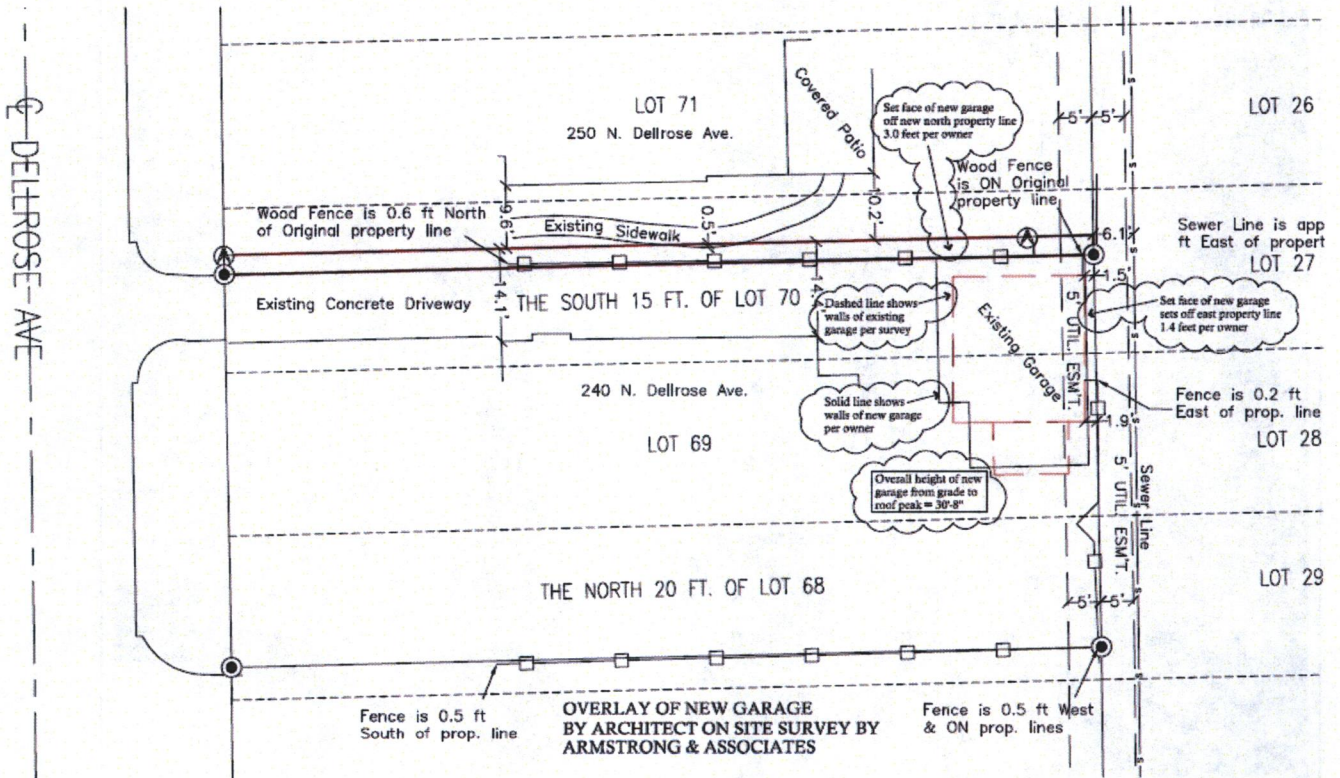 LOT 71
250 N. Dellrose Ave.
Covered Patio
Set face of new garage
off new north property line
3.0 feet per owner
5'
5'
LOT 26
℄ DELLROSE AVE
Wood Fence
is ON Original
property line
Wood Fence is 0.6 ft North
of Original property line
9.6'
Existing Sidewalk
0.5'
10.2'
6.1'
Sewer Line is app
ft East of propert
LOT 27
1.5'
Existing Concrete Driveway
14.1'
THE SOUTH 15 FT. OF LOT 70
Dashed line shows
walls of existing
garage per survey
Existing Garage
5' UTIL. ESM'T.
Set face of new garage
sets off east property line
1.4 feet per owner
240 N. Dellrose Ave.
Solid line shows
walls of new garage
per owner
Fence is 0.2 ft
East of prop. line
1.9'
LOT 28
LOT 69
Overall height of new
garage from grade to
roof peak = 30'-8"
5' UTIL. ESM'T.
Sewer Line
THE NORTH 20 FT. OF LOT 68
LOT 29
5'
5'
Fence is 0.5 ft
South of prop. line
OVERLAY OF NEW GARAGE
BY ARCHITECT ON SITE SURVEY BY
ARMSTRONG & ASSOCIATES
Fence is 0.5 ft West
& ON prop. lines